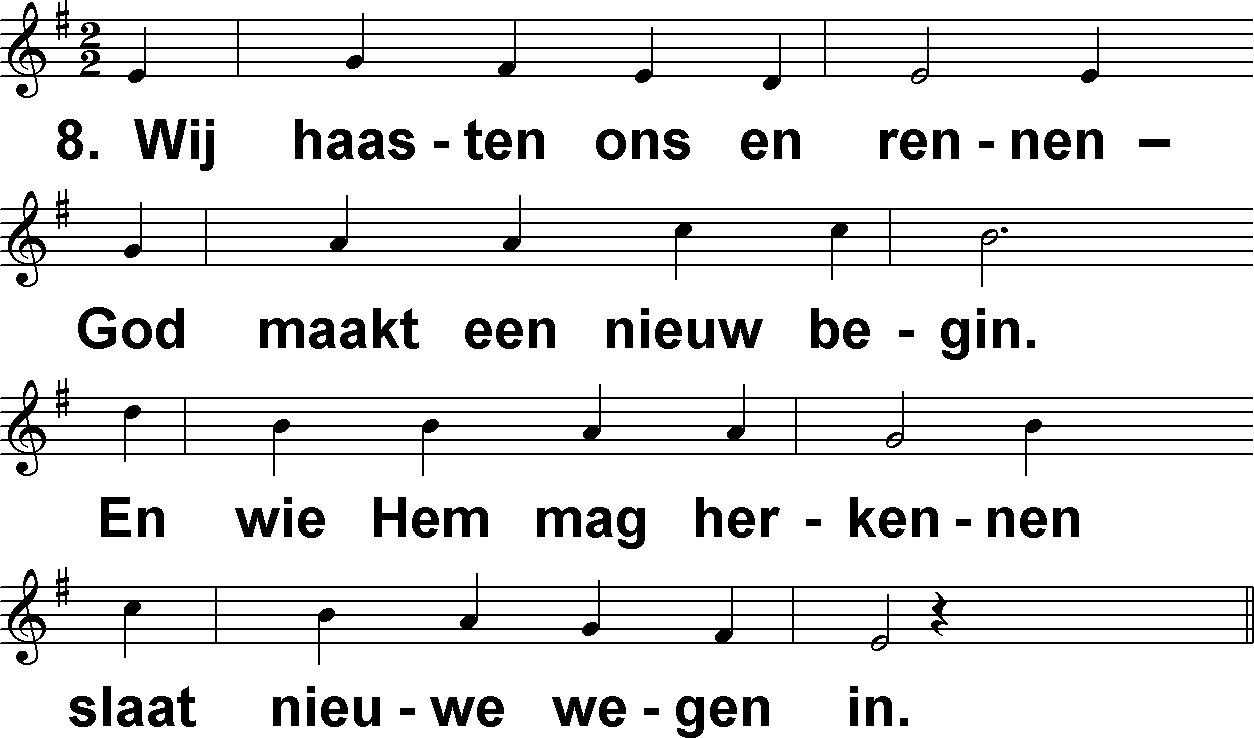 8. Wij haas - ten ons en ren - nen –
God maakt een nieuw be - gin.
En wie Hem mag her - ken - nen
slaat nieu - we we - gen in.